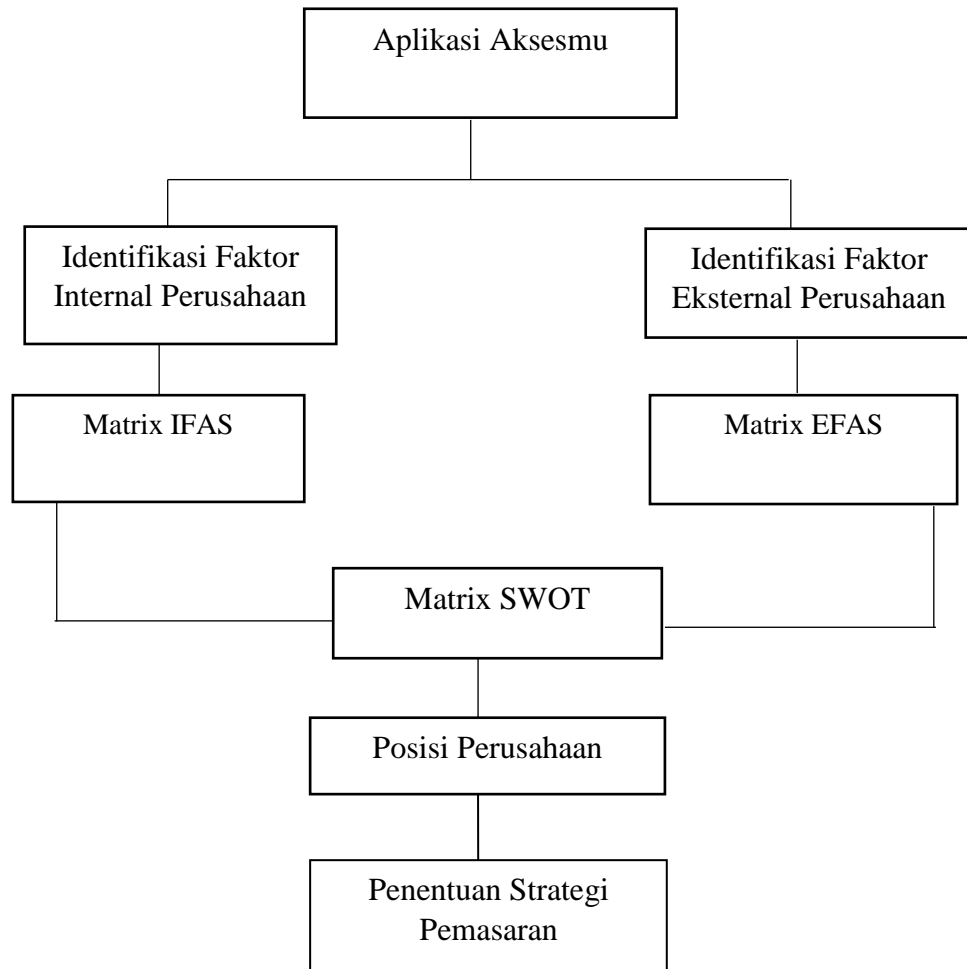 Aplikasi Aksesmu
Identifikasi Faktor
Internal Perusahaan
Identifikasi Faktor
Eksternal Perusahaan
Matrix IFAS
Matrix EFAS
Matrix SWOT
Posisi Perusahaan
Penentuan Strategi
Pemasaran